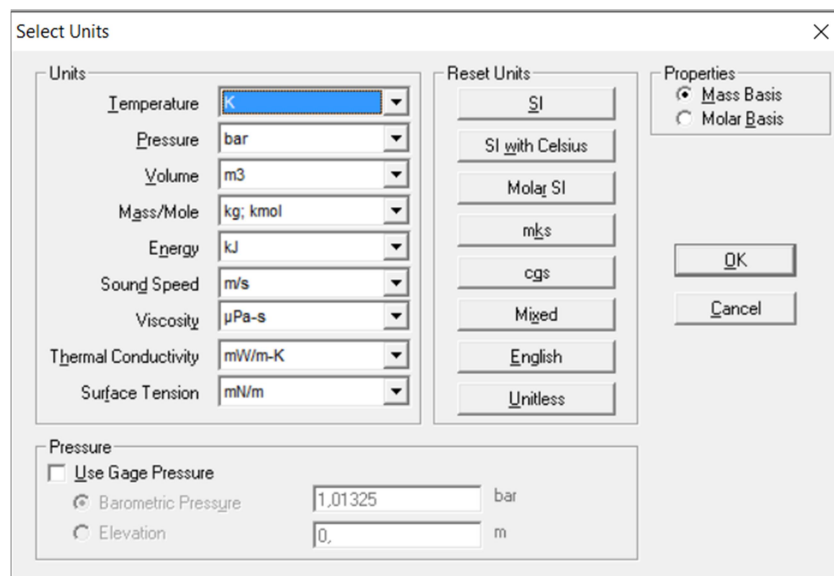 Select Units
Units
Temperature K
Pressure bar
Volume m3
Mass/Mole kg; kmol
Energy kJ
Sound Speed m/s
Viscosity µPa-s
Thermal Conductivity mW/m-K
Surface Tension mN/m
Reset Units
SI
SI with Celsius
Molar SI
mks
cgs
Mixed
English
Unitless
Properties
Mass Basis
Molar Basis
OK
Cancel
Pressure
Use Gage Pressure
Barometric Pressure 1,01325 bar
Elevation 0, m